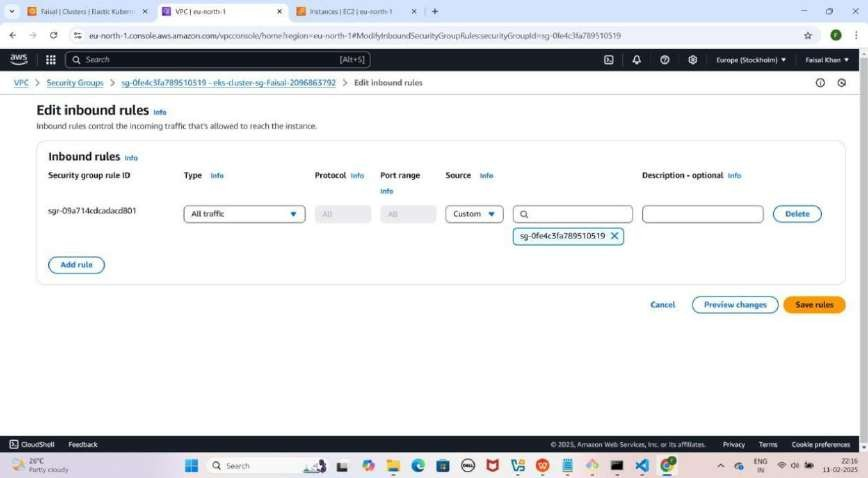 Faisal | Clusters | Elastic Kubern
VPC | eu-north-1
Instances | EC2 | eu-north-1
eu-north-1.console.aws.amazon.com/vpcconsole/home?region=eu-north-1#ModifyInboundSecurityGroupRules:securityGroupId=sg-0fe4c3fa789510519
F
aws
Search
[Alt+S]
Europe (Stockholm)
Faisal Khan
VPC > Security Groups > sg-0fe4c3fa789510519 - eks-cluster-sg-Faisal-2096863792 > Edit inbound rules
Edit inbound rules Info
Inbound rules control the incoming traffic that's allowed to reach the instance.
Inbound rules Info
Security group rule ID Type Info Protocol Info Port range Info Source Info Description - optional Info
sgr-09a714cdcadacd801 All traffic All All Custom Delete
sg-0fe4c3fa789510519
Add rule
Cancel Preview changes Save rules
CloudShell Feedback © 2025, Amazon Web Services, Inc. or its affiliates. Privacy Terms Cookie preferences
26°C
Partly cloudy
Search
DELL
ENG
IN
22:16
11-02-2025